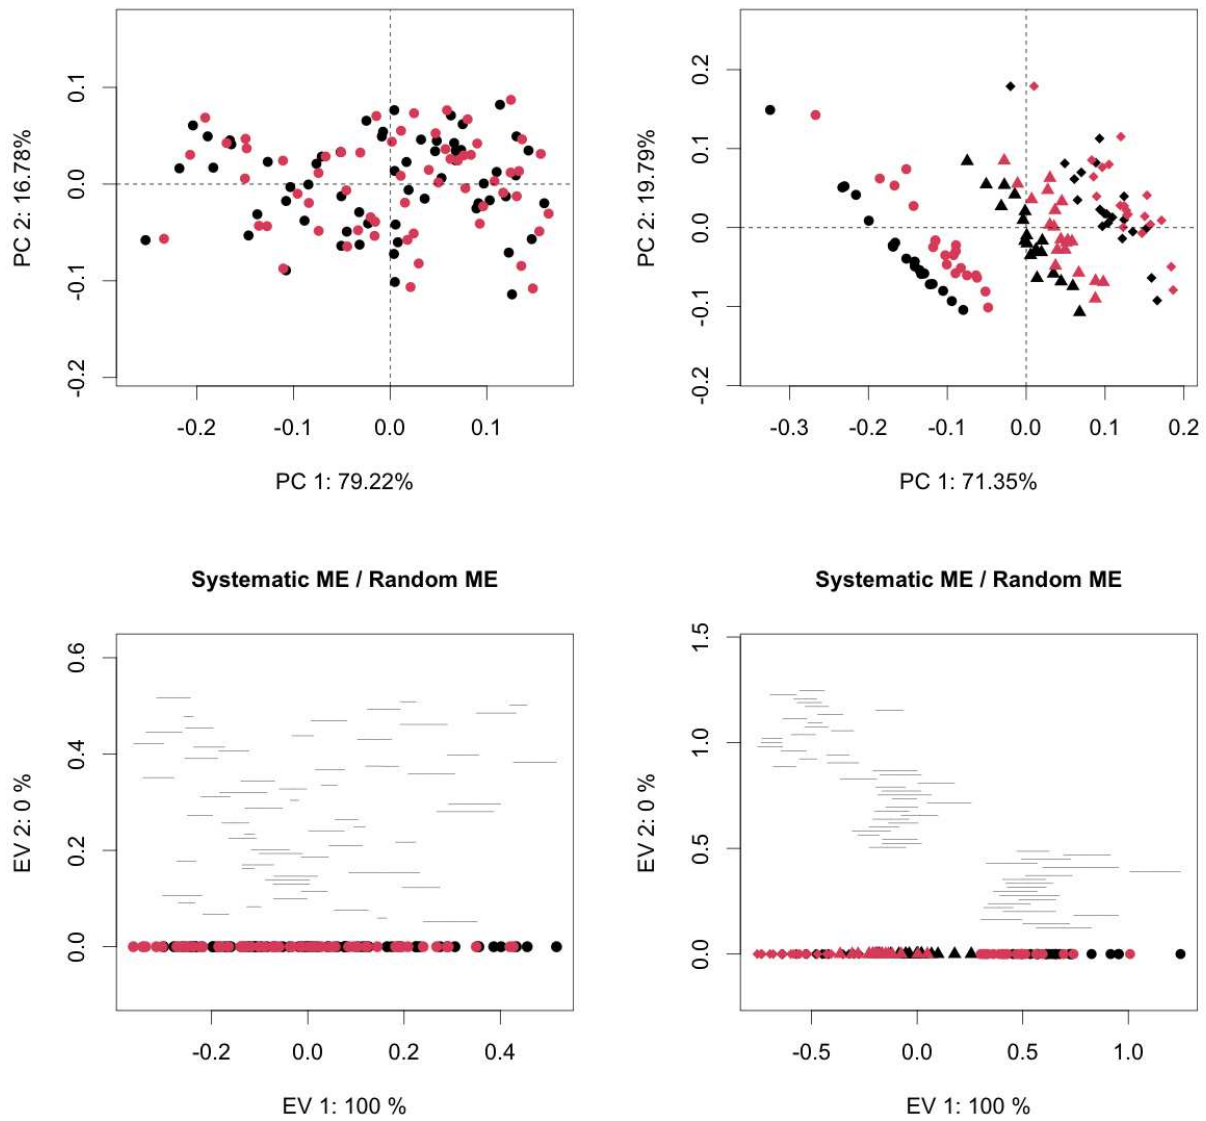 PC 2: 16.78%
0.1
0.0
-0.1
-0.2
-0.2 -0.1 0.0 0.1
PC 1: 79.22%
PC 2: 19.79%
0.2
0.1
0.0
-0.1
-0.2
-0.3 -0.2 -0.1 0.0 0.1 0.2
PC 1: 71.35%
Systematic ME / Random ME
EV 2: 0 %
0.6
0.4
0.2
0.0
-0.2 0.0 0.2 0.4
EV 1: 100 %
Systematic ME / Random ME
EV 2: 0 %
1.5
1.0
0.5
0.0
-0.5 0.0 0.5 1.0
EV 1: 100 %